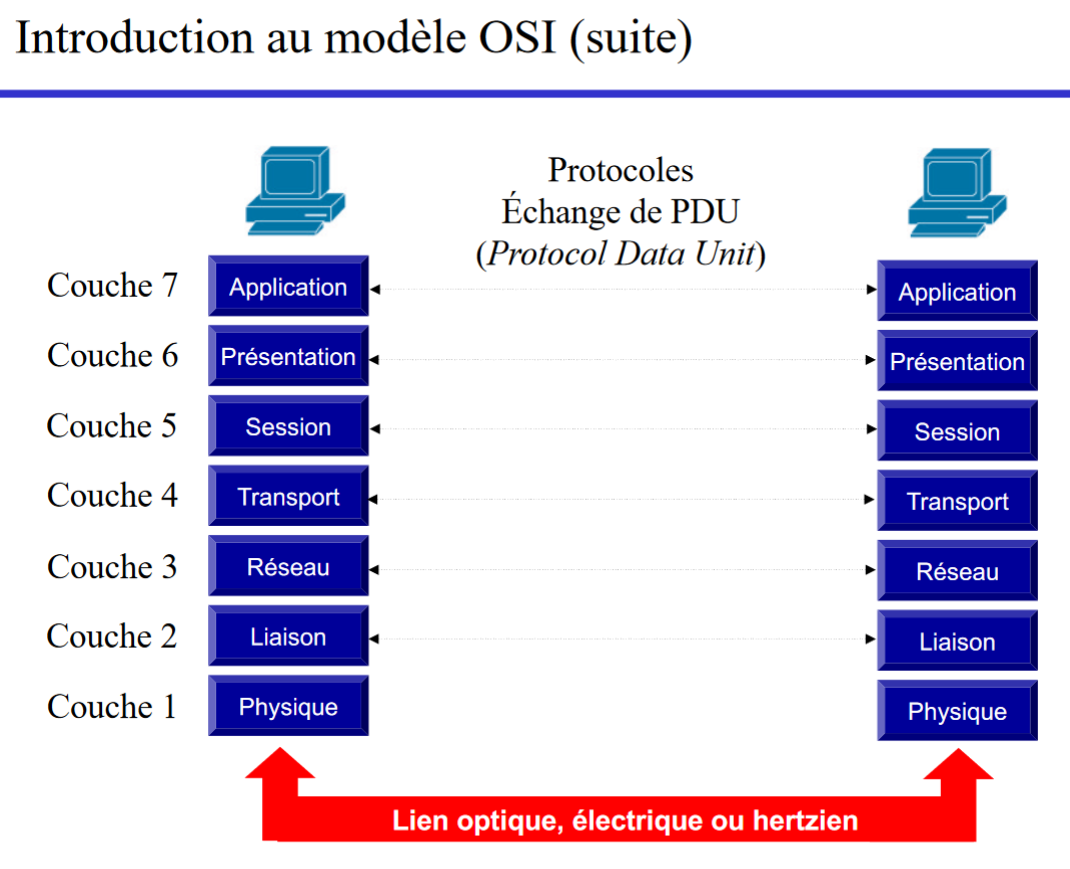 Introduction au modèle OSI (suite)
Protocoles
Échange de PDU
(Protocol Data Unit)
Couche 7 Application Application
Couche 6 Présentation Présentation
Couche 5 Session Session
Couche 4 Transport Transport
Couche 3 Réseau Réseau
Couche 2 Liaison Liaison
Couche 1 Physique Physique
Lien optique, électrique ou hertzien